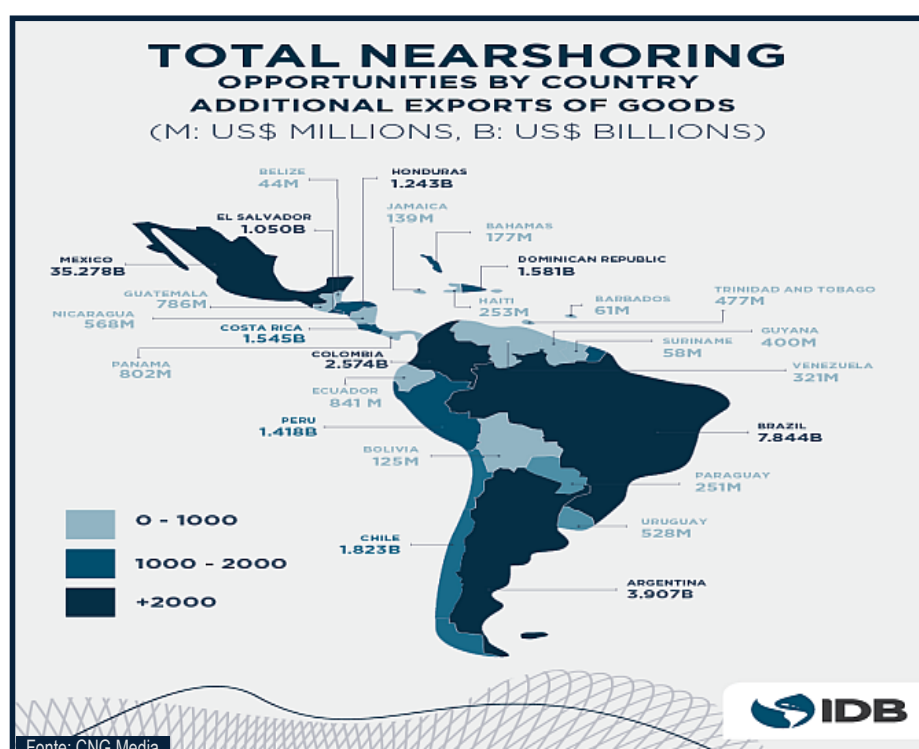 TOTAL NEARSHORING
OPPORTUNITIES BY COUNTRY
ADDITIONAL EXPORTS OF GOODS
(M: US$ MILLIONS, B: US$ BILLIONS)
BELIZE
44M
HONDURAS
1.243B
JAMAICA
139M
EL SALVADOR
1.050B
BAHAMAS
177M
MEXICO
35.278B
DOMINICAN REPUBLIC
1.581B
GUATEMALA
786M
HAITI
253M
BARBADOS
61M
TRINIDAD AND TOBAGO
477M
NICARAGUA
568M
COSTA RICA
1.545B
GUYANA
400M
SURINAME
58M
PANAMA
802M
COLOMBIA
2.574B
VENEZUELA
321M
ECUADOR
841 M
PERU
1.418B
BRAZIL
7.844B
BOLIVIA
125M
PARAGUAY
251M
URUGUAY
528M
CHILE
1.823B
ARGENTINA
3.907B
0 - 1000
1000 - 2000
+2000
IDB
Fonte: CNG Media